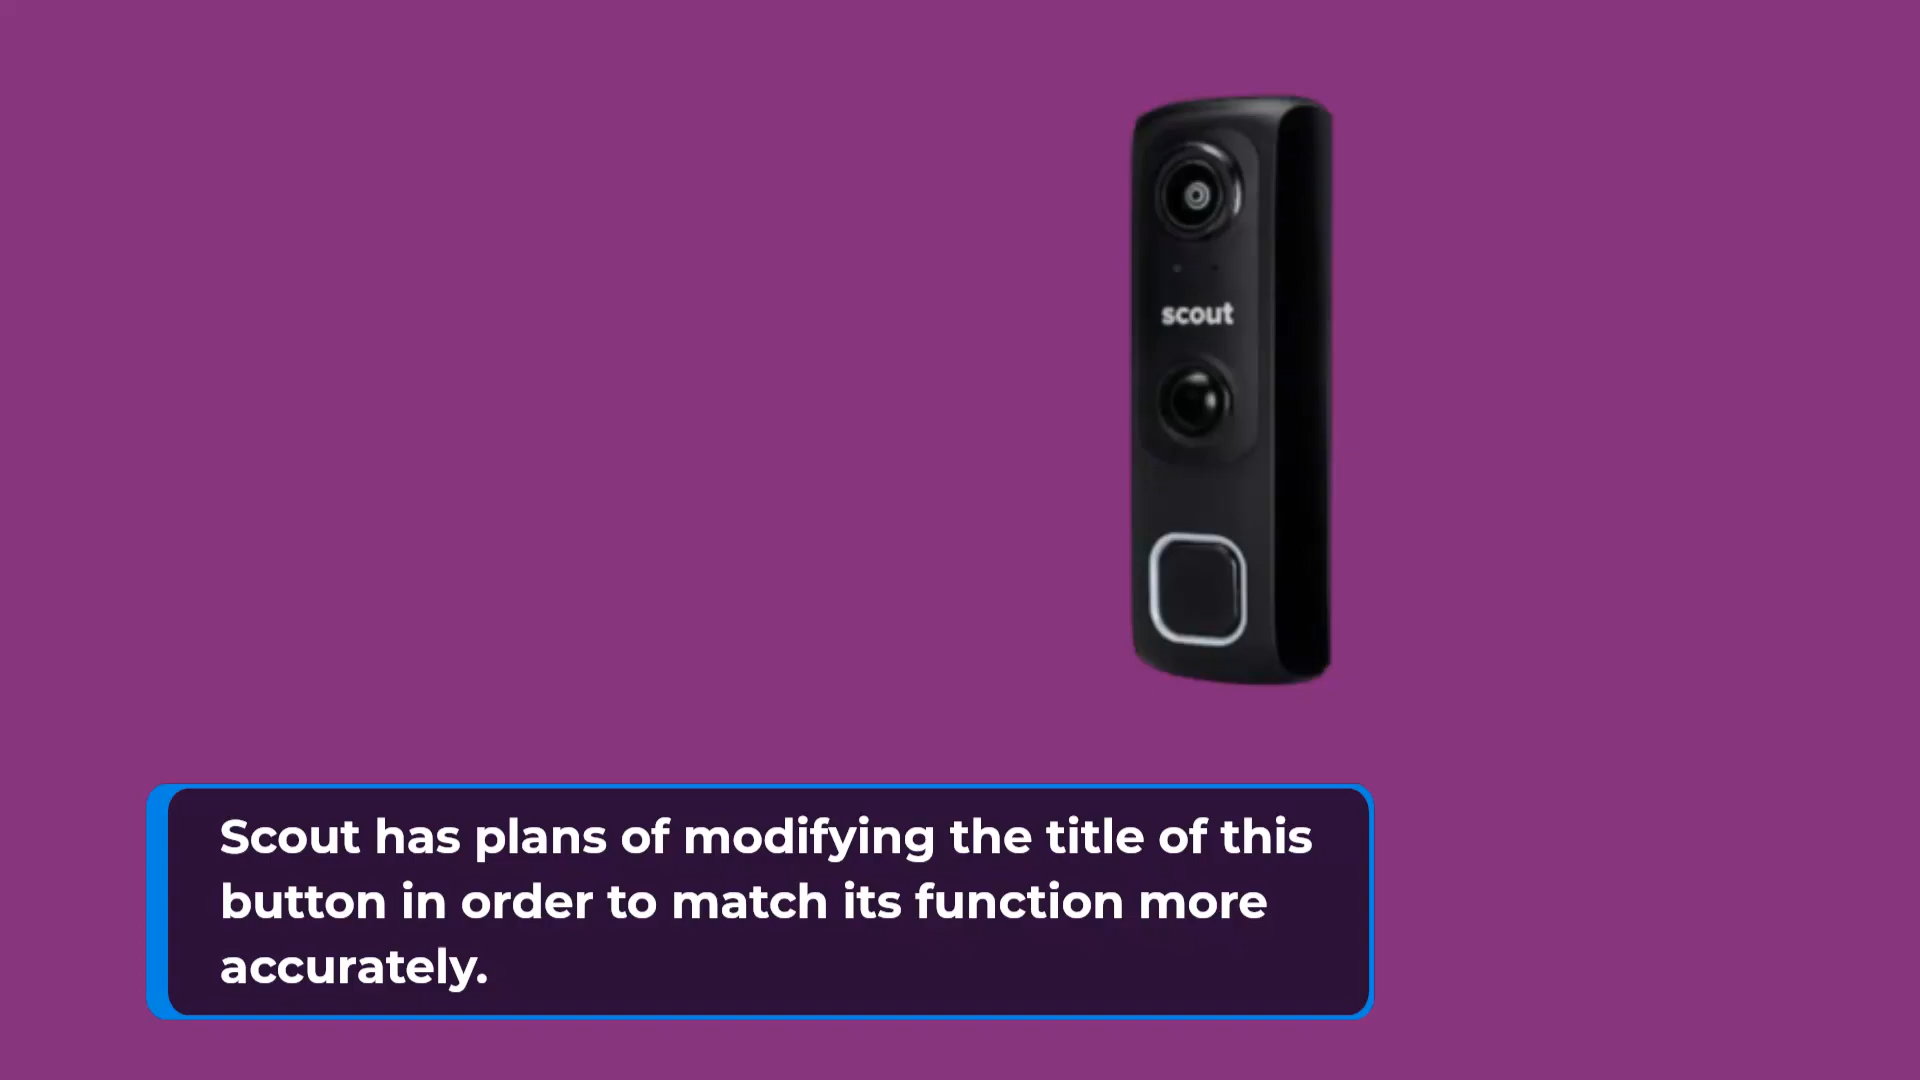 scout
Scout has plans of modifying the title of this
button in order to match its function more
accurately.